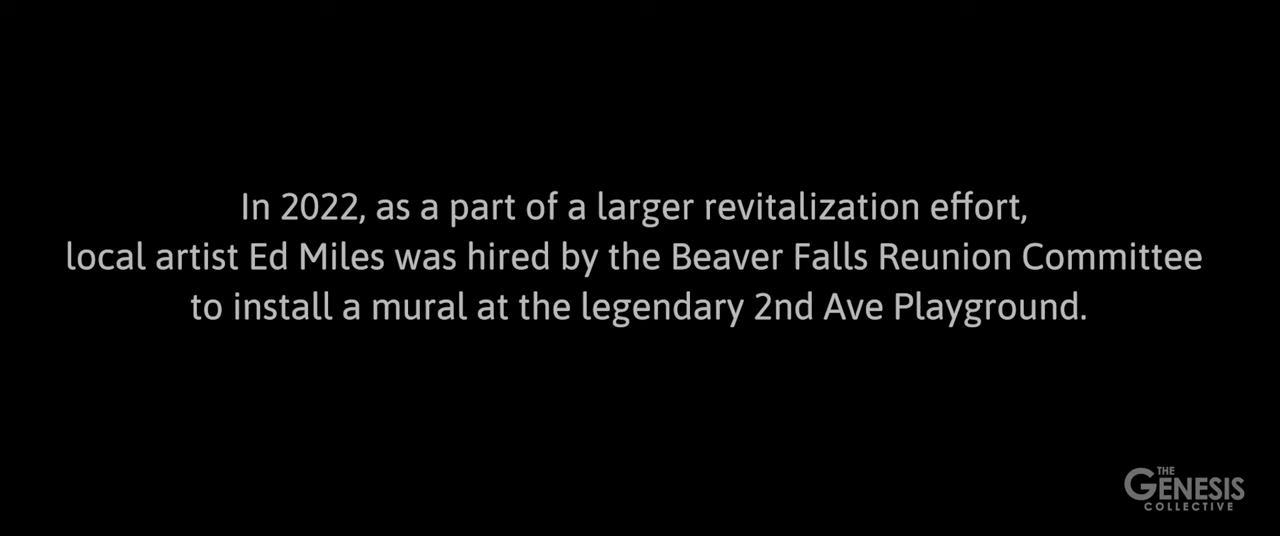 In 2022, as a part of a larger revitalization effort,
local artist Ed Miles was hired by the Beaver Falls Reunion Committee
to install a mural at the legendary 2nd Ave Playground.
THE
GENESIS
COLLECTIVE